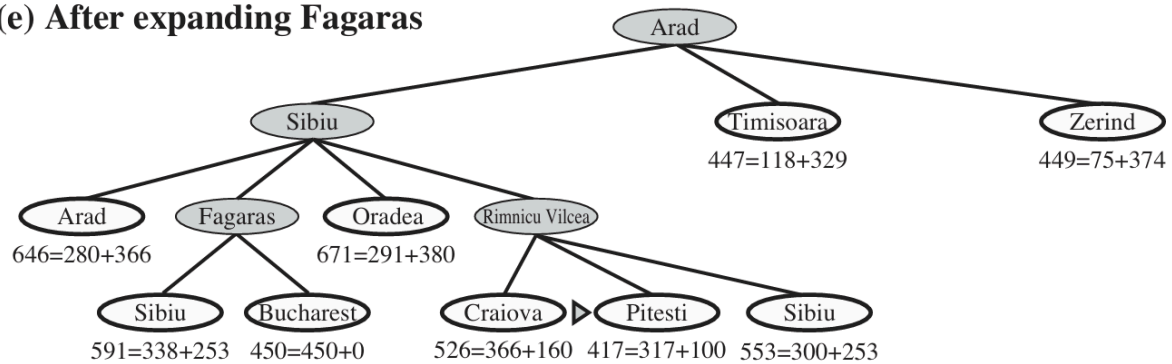 (e) After expanding Fagaras
Arad
Sibiu
Timisoara
Zerind
447=118+329
449=75+374
Arad
Fagaras
Oradea
Rimnicu Vilcea
646=280+366
671=291+380
Sibiu
Bucharest
Craiova
Pitesti
Sibiu
591=338+253
450=450+0
526=366+160
417=317+100
553=300+253